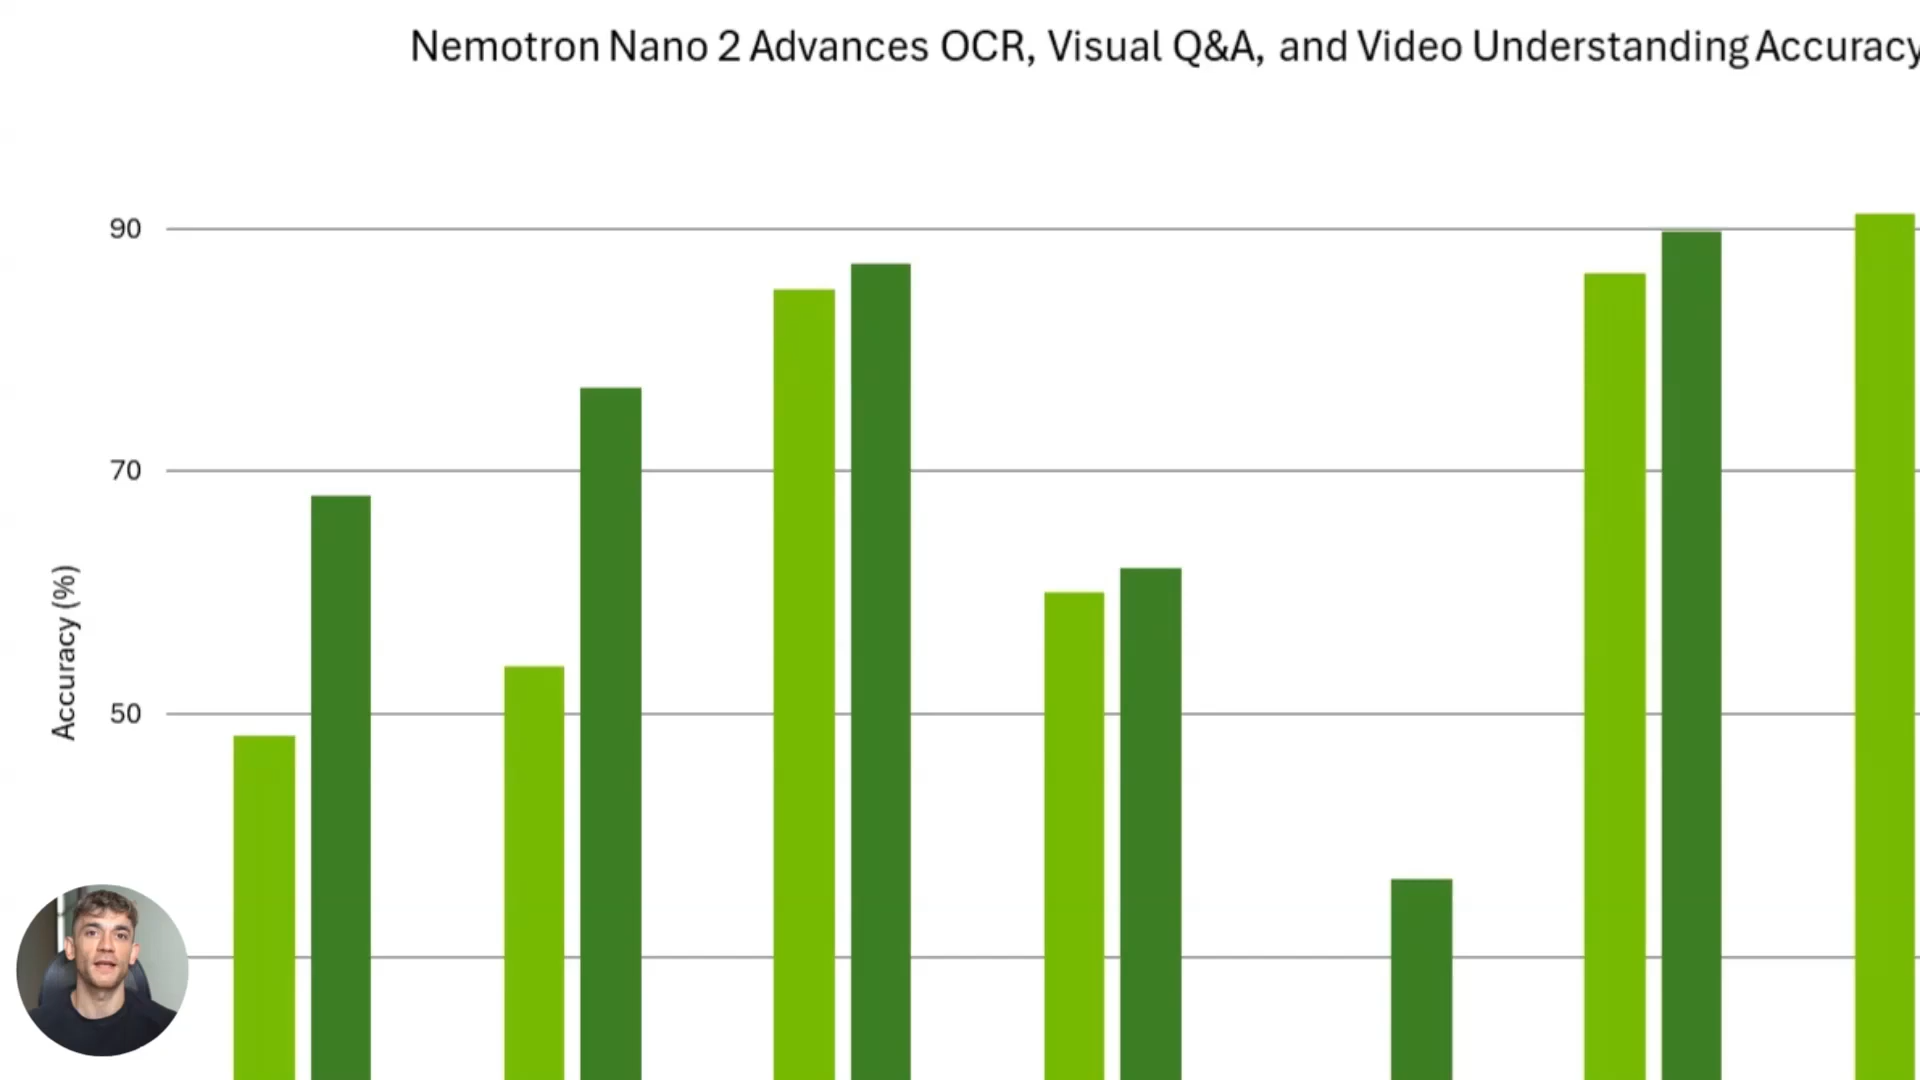 Nemotron Nano 2 Advances OCR, Visual Q&A, and Video Understanding Accuracy
90
70
50
Accuracy (%)